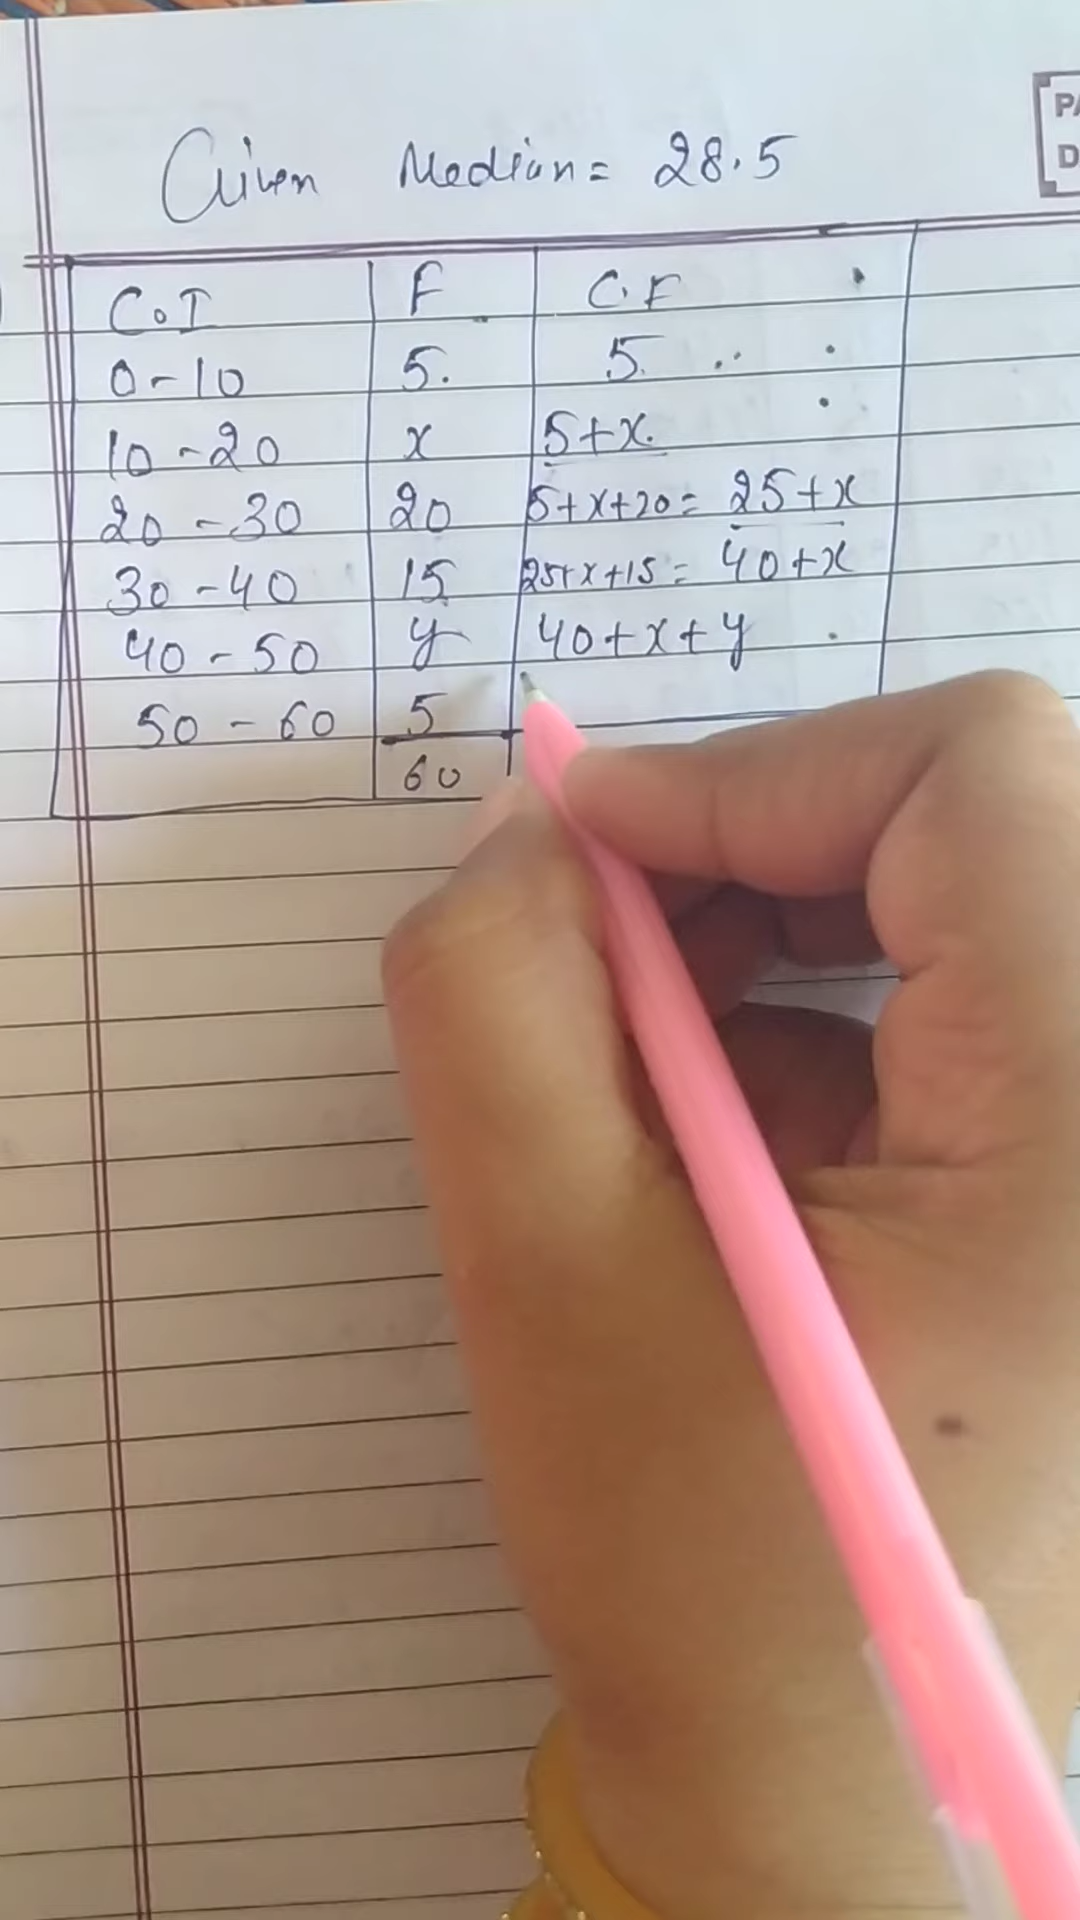 PA
D
Given Median = 28.5
C.I F C.F
0-10 5. 5.
10-20 x 5+x.
20-30 20 5+x+20= 25+x
30-40 15 25+x+15= 40+x
40-50 y 40+x+y
50-60 5
60